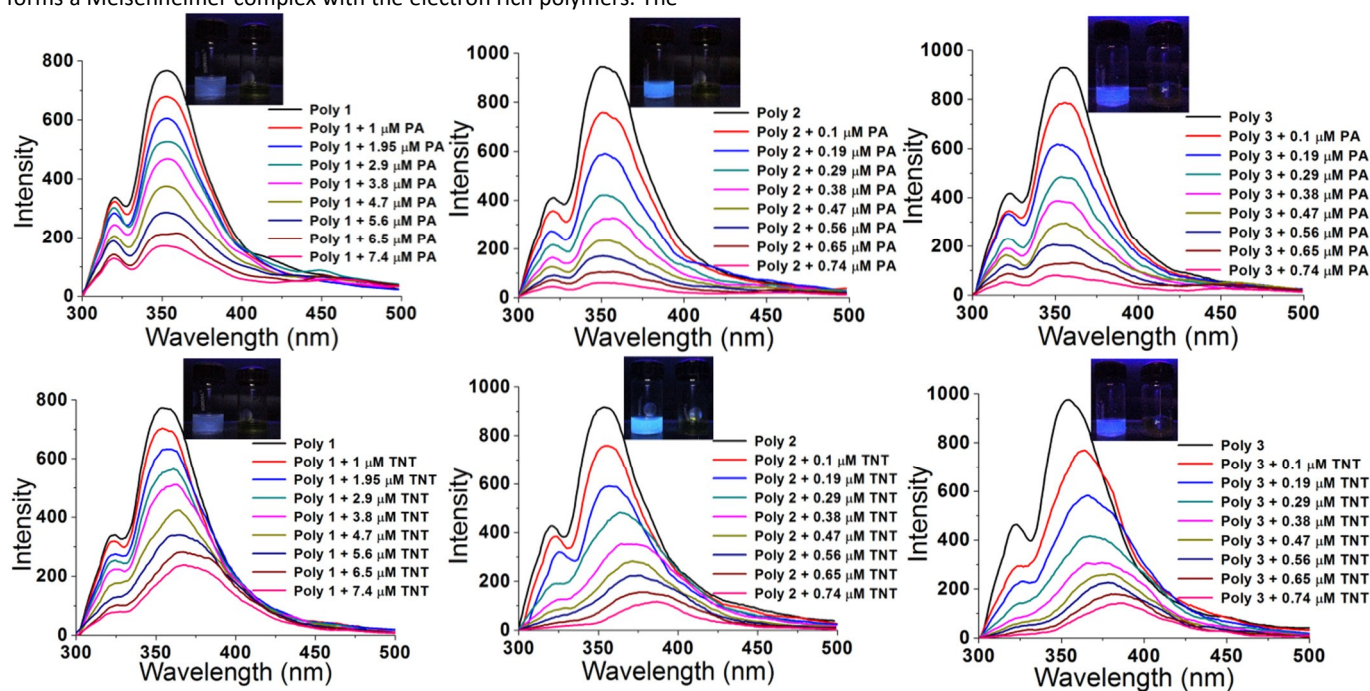 forms a Meisenheimer complex with the electron rich polymers. The
800
600
400
200
0
300
350
400
450
500
Intensity
Wavelength (nm)
Poly 1
Poly 1 + 1 μM PA
Poly 1 + 1.95 μM PA
Poly 1 + 2.9 μM PA
Poly 1 + 3.8 μM PA
Poly 1 + 4.7 μM PA
Poly 1 + 5.6 μM PA
Poly 1 + 6.5 μM PA
Poly 1 + 7.4 μM PA
1000
800
600
400
200
0
300
350
400
450
500
Intensity
Wavelength (nm)
Poly 2
Poly 2 + 0.1 μM PA
Poly 2 + 0.19 μM PA
Poly 2 + 0.29 μM PA
Poly 2 + 0.38 μM PA
Poly 2 + 0.47 μM PA
Poly 2 + 0.56 μM PA
Poly 2 + 0.65 μM PA
Poly 2 + 0.74 μM PA
1000
800
600
400
200
0
300
350
400
450
500
Intensity
Wavelength (nm)
Poly 3
Poly 3 + 0.1 μM PA
Poly 3 + 0.19 μM PA
Poly 3 + 0.29 μM PA
Poly 3 + 0.38 μM PA
Poly 3 + 0.47 μM PA
Poly 3 + 0.56 μM PA
Poly 3 + 0.65 μM PA
Poly 3 + 0.74 μM PA
800
600
400
200
0
300
350
400
450
500
Intensity
Wavelength (nm)
Poly 1
Poly 1 + 1 μM TNT
Poly 1 + 1.95 μM TNT
Poly 1 + 2.9 μM TNT
Poly 1 + 3.8 μM TNT
Poly 1 + 4.7 μM TNT
Poly 1 + 5.6 μM TNT
Poly 1 + 6.5 μM TNT
Poly 1 + 7.4 μM TNT
1000
800
600
400
200
0
300
350
400
450
500
Intensity
Wavelength (nm)
Poly 2
Poly 2 + 0.1 μM TNT
Poly 2 + 0.19 μM TNT
Poly 2 + 0.29 μM TNT
Poly 2 + 0.38 μM TNT
Poly 2 + 0.47 μM TNT
Poly 2 + 0.56 μM TNT
Poly 2 + 0.65 μM TNT
Poly 2 + 0.74 μM TNT
1000
800
600
400
200
0
300
350
400
450
500
Intensity
Wavelength (nm)
Poly 3
Poly 3 + 0.1 μM TNT
Poly 3 + 0.19 μM TNT
Poly 3 + 0.29 μM TNT
Poly 3 + 0.38 μM TNT
Poly 3 + 0.47 μM TNT
Poly 3 + 0.56 μM TNT
Poly 3 + 0.65 μM TNT
Poly 3 + 0.74 μM TNT